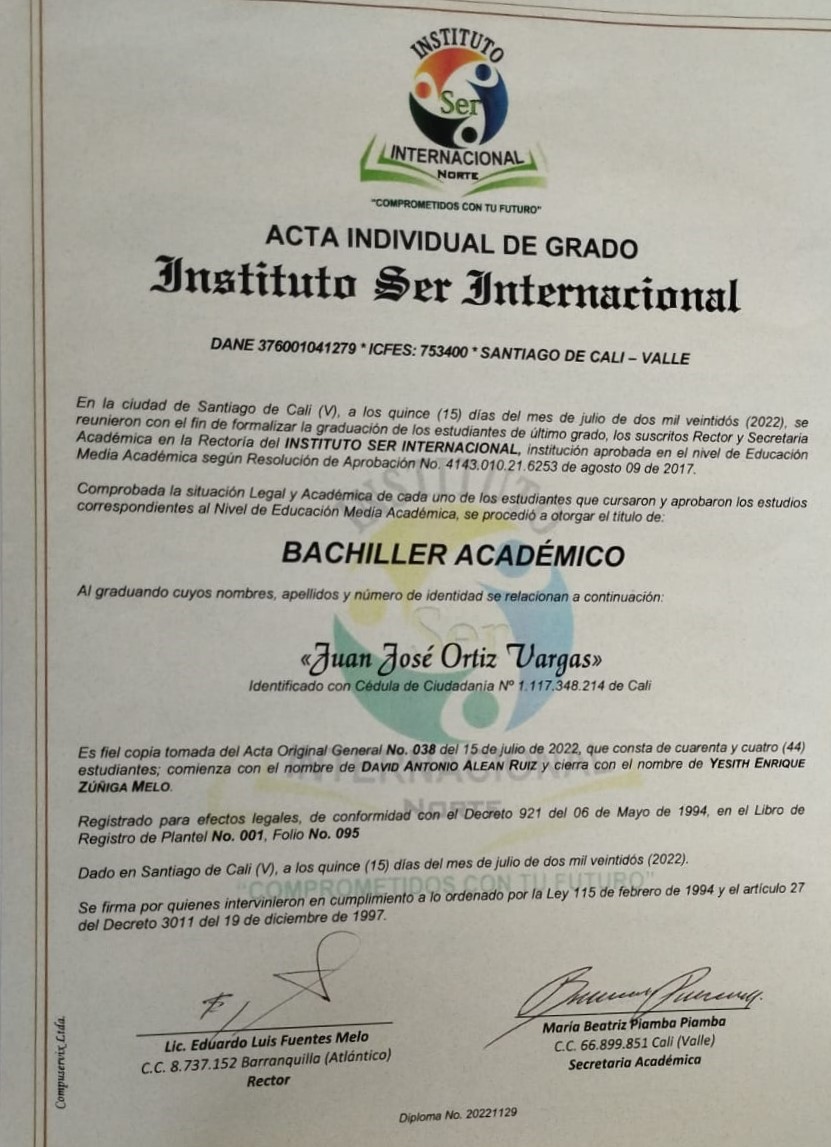 INSTITUTO
Ser
INTERNACIONAL
NORTE
"COMPROMETIDOS CON TU FUTURO"
ACTA INDIVIDUAL DE GRADO
Instituto Ser Internacional
DANE 376001041279 * ICFES: 753400 * SANTIAGO DE CALI – VALLE
En la ciudad de Santiago de Cali (V), a los quince (15) días del mes de julio de dos mil veintidós (2022), se
reunieron con el fin de formalizar la graduación de los estudiantes de último grado, los suscritos Rector y Secretaria
Académica en la Rectoría del INSTITUTO SER INTERNACIONAL, institución aprobada en el nivel de Educación
Media Académica según Resolución de Aprobación No. 4143.010.21.6253 de agosto 09 de 2017.
Comprobada la situación Legal y Académica de cada uno de los estudiantes que cursaron y aprobaron los estudios
correspondientes al Nivel de Educación Media Académica, se procedió a otorgar el titulo de:
BACHILLER ACADÉMICO
Al graduando cuyos nombres, apellidos y número de identidad se relacionan a continuación:
«Juan José Ortiz Vargas»
Identificado con Cédula de Ciudadanía Nº 1.117.348.214 de Cali
Es fiel copia tomada del Acta Original General No. 038 del 15 de julio de 2022, que consta de cuarenta y cuatro (44)
estudiantes; comienza con el nombre de DAVID ANTONIO ALEAN RUIZ y cierra con el nombre de YESITH ENRIQUE
ZÚÑIGA MELO.
Registrado para efectos legales, de conformidad con el Decreto 921 del 06 de Mayo de 1994, en el Libro de
Registro de Plantel No. 001, Folio No. 095
Dado en Santiago de Cali (V), a los quince (15) días del mes de julio de dos mil veintidós (2022).
"COMPROMETIDOS CON TU FUTURO"
Se firma por quienes intervinieron en cumplimiento a lo ordenado por la Ley 115 de febrero de 1994 y el artículo 27
del Decreto 3011 del 19 de diciembre de 1997.
Lic. Eduardo Luis Fuentes Melo
C.C. 8.737.152 Barranquilla (Atlántico)
Rector
María Beatriz Piamba Piamba
C.C. 66.899.851 Cali (Valle)
Secretaria Académica
Compuservix Ltda.
Diploma No. 20221129